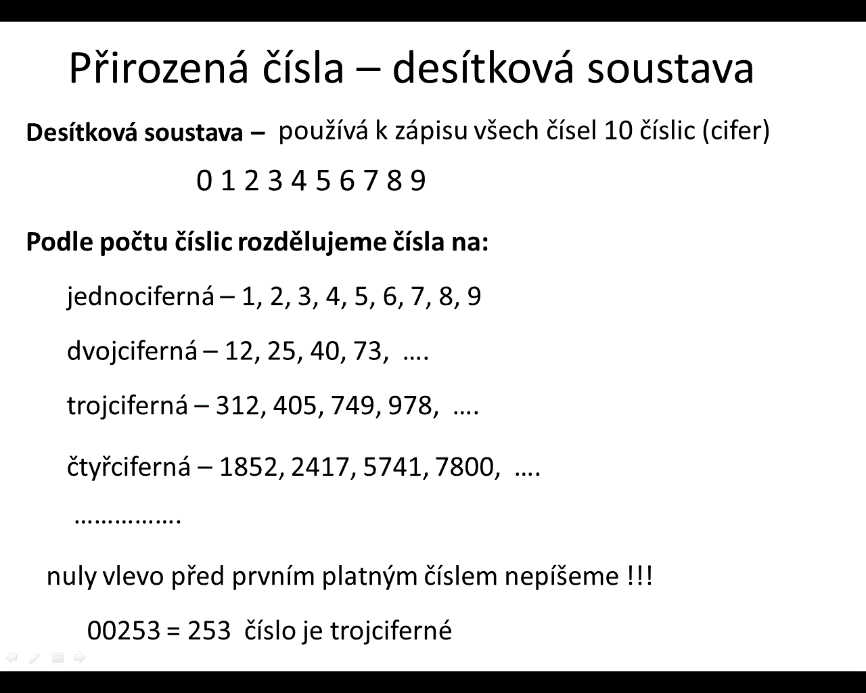 Přirozená čísla – desítková soustava
Desítková soustava – používá k zápisu všech čísel 10 číslic (cifer)
0 1 2 3 4 5 6 7 8 9
Podle počtu číslic rozdělujeme čísla na:
jednociferná – 1, 2, 3, 4, 5, 6, 7, 8, 9
dvojciferná – 12, 25, 40, 73, ….
trojciferná – 312, 405, 749, 978, ….
čtyřciferná – 1852, 2417, 5741, 7800, ….
…………….
nuly vlevo před prvním platným číslem nepíšeme !!!
00253 = 253 číslo je trojciferné